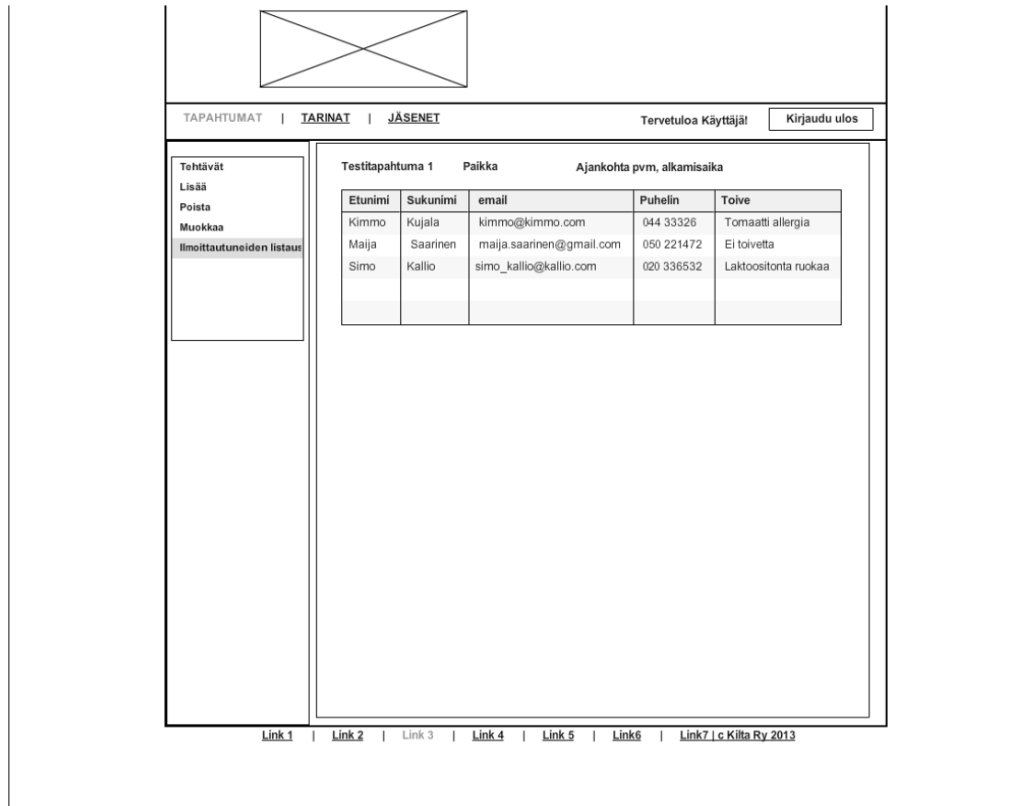 TAPAHTUMAT | TARINAT | JÄSENET Tervetuloa Käyttäjä! Kirjaudu ulos
Tehtävät
Lisää
Poista
Muokkaa
Ilmoittautuneiden listaus
Testitapahtuma 1 Paikka Ajankohta pvm, alkamisaika
Etunimi Sukunimi email Puhelin Toive
Kimmo Kujala kimmo@kimmo.com 044 33326 Tomaatti allergia
Maija Saarinen maija.saarinen@gmail.com 050 221472 Ei toivetta
Simo Kallio simo_kallio@kallio.com 020 336532 Laktoositonta ruokaa
Link 1 | Link 2 | Link 3 | Link 4 | Link 5 | Link6 | Link7 | c Kilta Ry 2013